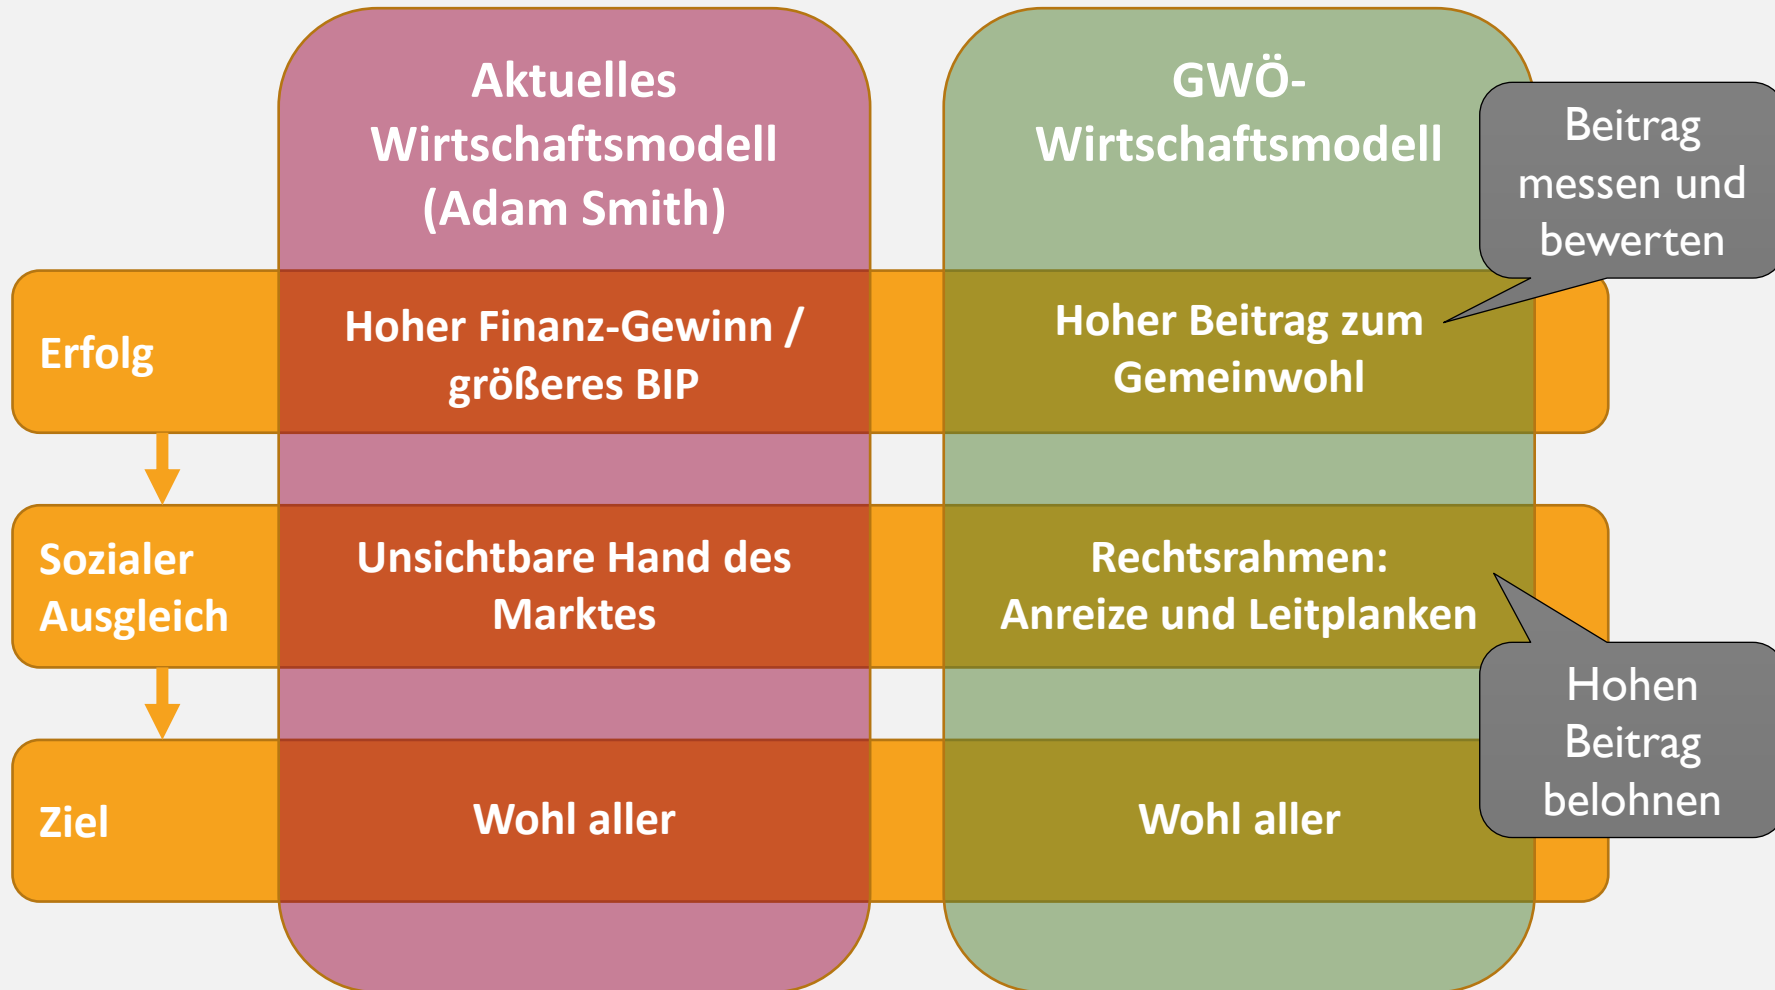 Aktuelles
Wirtschaftsmodell
(Adam Smith)
GWÖ-
Wirtschaftsmodell
Beitrag
messen und
bewerten
Erfolg
Hoher Finanz-Gewinn /
größeres BIP
Hoher Beitrag zum
Gemeinwohl
Sozialer
Ausgleich
Unsichtbare Hand des
Marktes
Rechtsrahmen:
Anreize und Leitplanken
Hohen
Beitrag
belohnen
Ziel
Wohl aller
Wohl aller